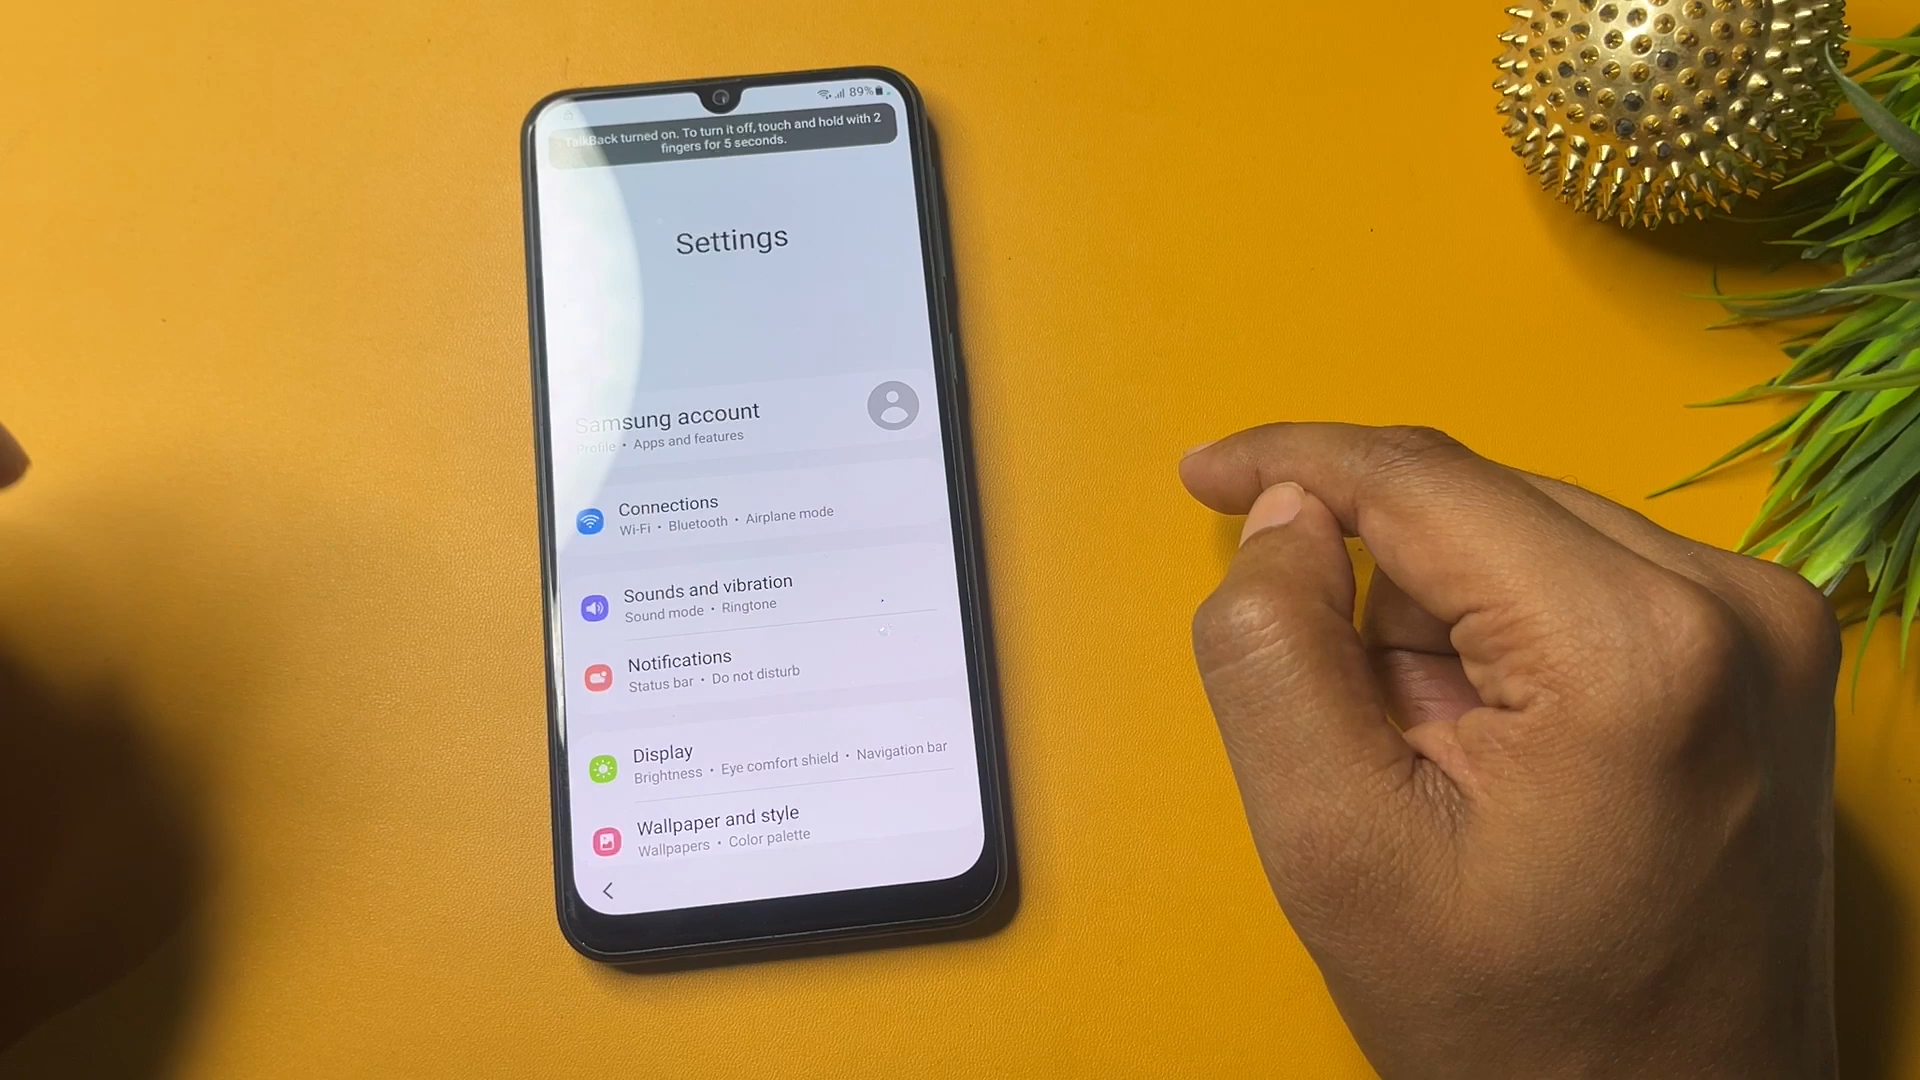 89%
TalkBack turned on. To turn it off, touch and hold with 2
fingers for 5 seconds.
Settings
Samsung account
Profile • Apps and features
Connections
Wi-Fi • Bluetooth • Airplane mode
Sounds and vibration
Sound mode • Ringtone
Notifications
Status bar • Do not disturb
Display
Brightness • Eye comfort shield • Navigation bar
Wallpaper and style
Wallpapers • Color palette